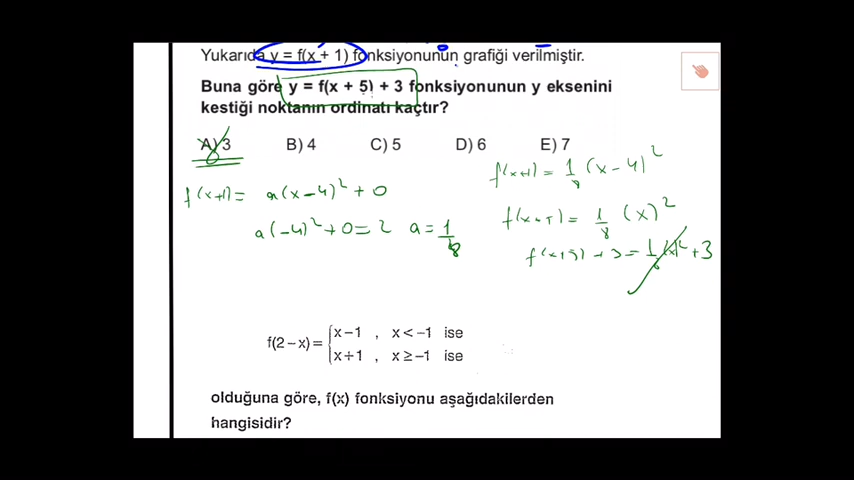 Yukarıda y = f(x + 1) fonksiyonunun grafiği verilmiştir.
Buna göre y = f(x + 5) + 3 fonksiyonunun y eksenini
kestiği noktanın ordinatı kaçtır?
A) 3 B) 4 C) 5 D) 6 E) 7
f(x+1) = a(x-4)² + 0
a(-4)² + 0 = 2 a = 1/8
f(x+1) = 1/8 (x-4)²
f(x+5) = 1/8 (x)²
f(x+5) + 3 = 1/8 (x)² + 3
f(2-x) = { x-1 , x < -1 ise
x+1 , x ≥ -1 ise
olduğuna göre, f(x) fonksiyonu aşağıdakilerden
hangisidir?